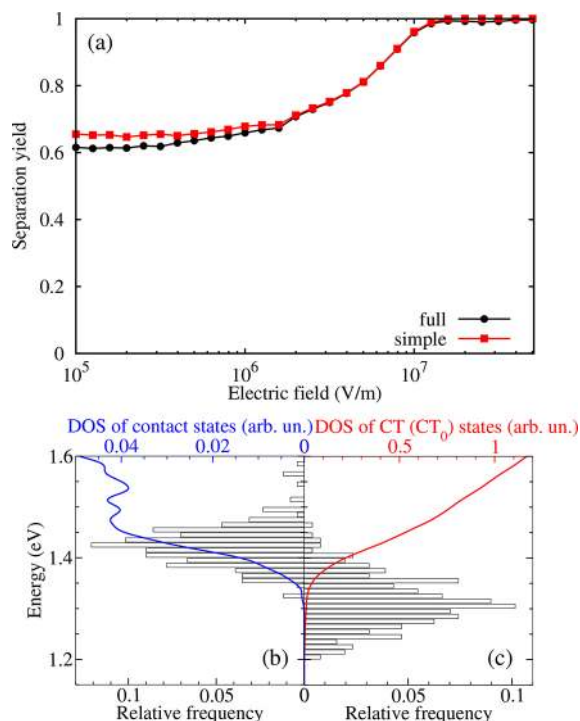 (a)
1
0.8
0.6
0.4
0.2
0
Separation yield
full
simple
10^5 10^6 10^7
Electric field (V/m)
DOS of contact states (arb. un.) DOS of CT (CT_0) states (arb. un.)
0.04 0.02 0 0.5 1
1.6
1.4
1.2
Energy (eV)
(b) (c)
0.1 0.05 0 0.05 0.1
Relative frequency Relative frequency